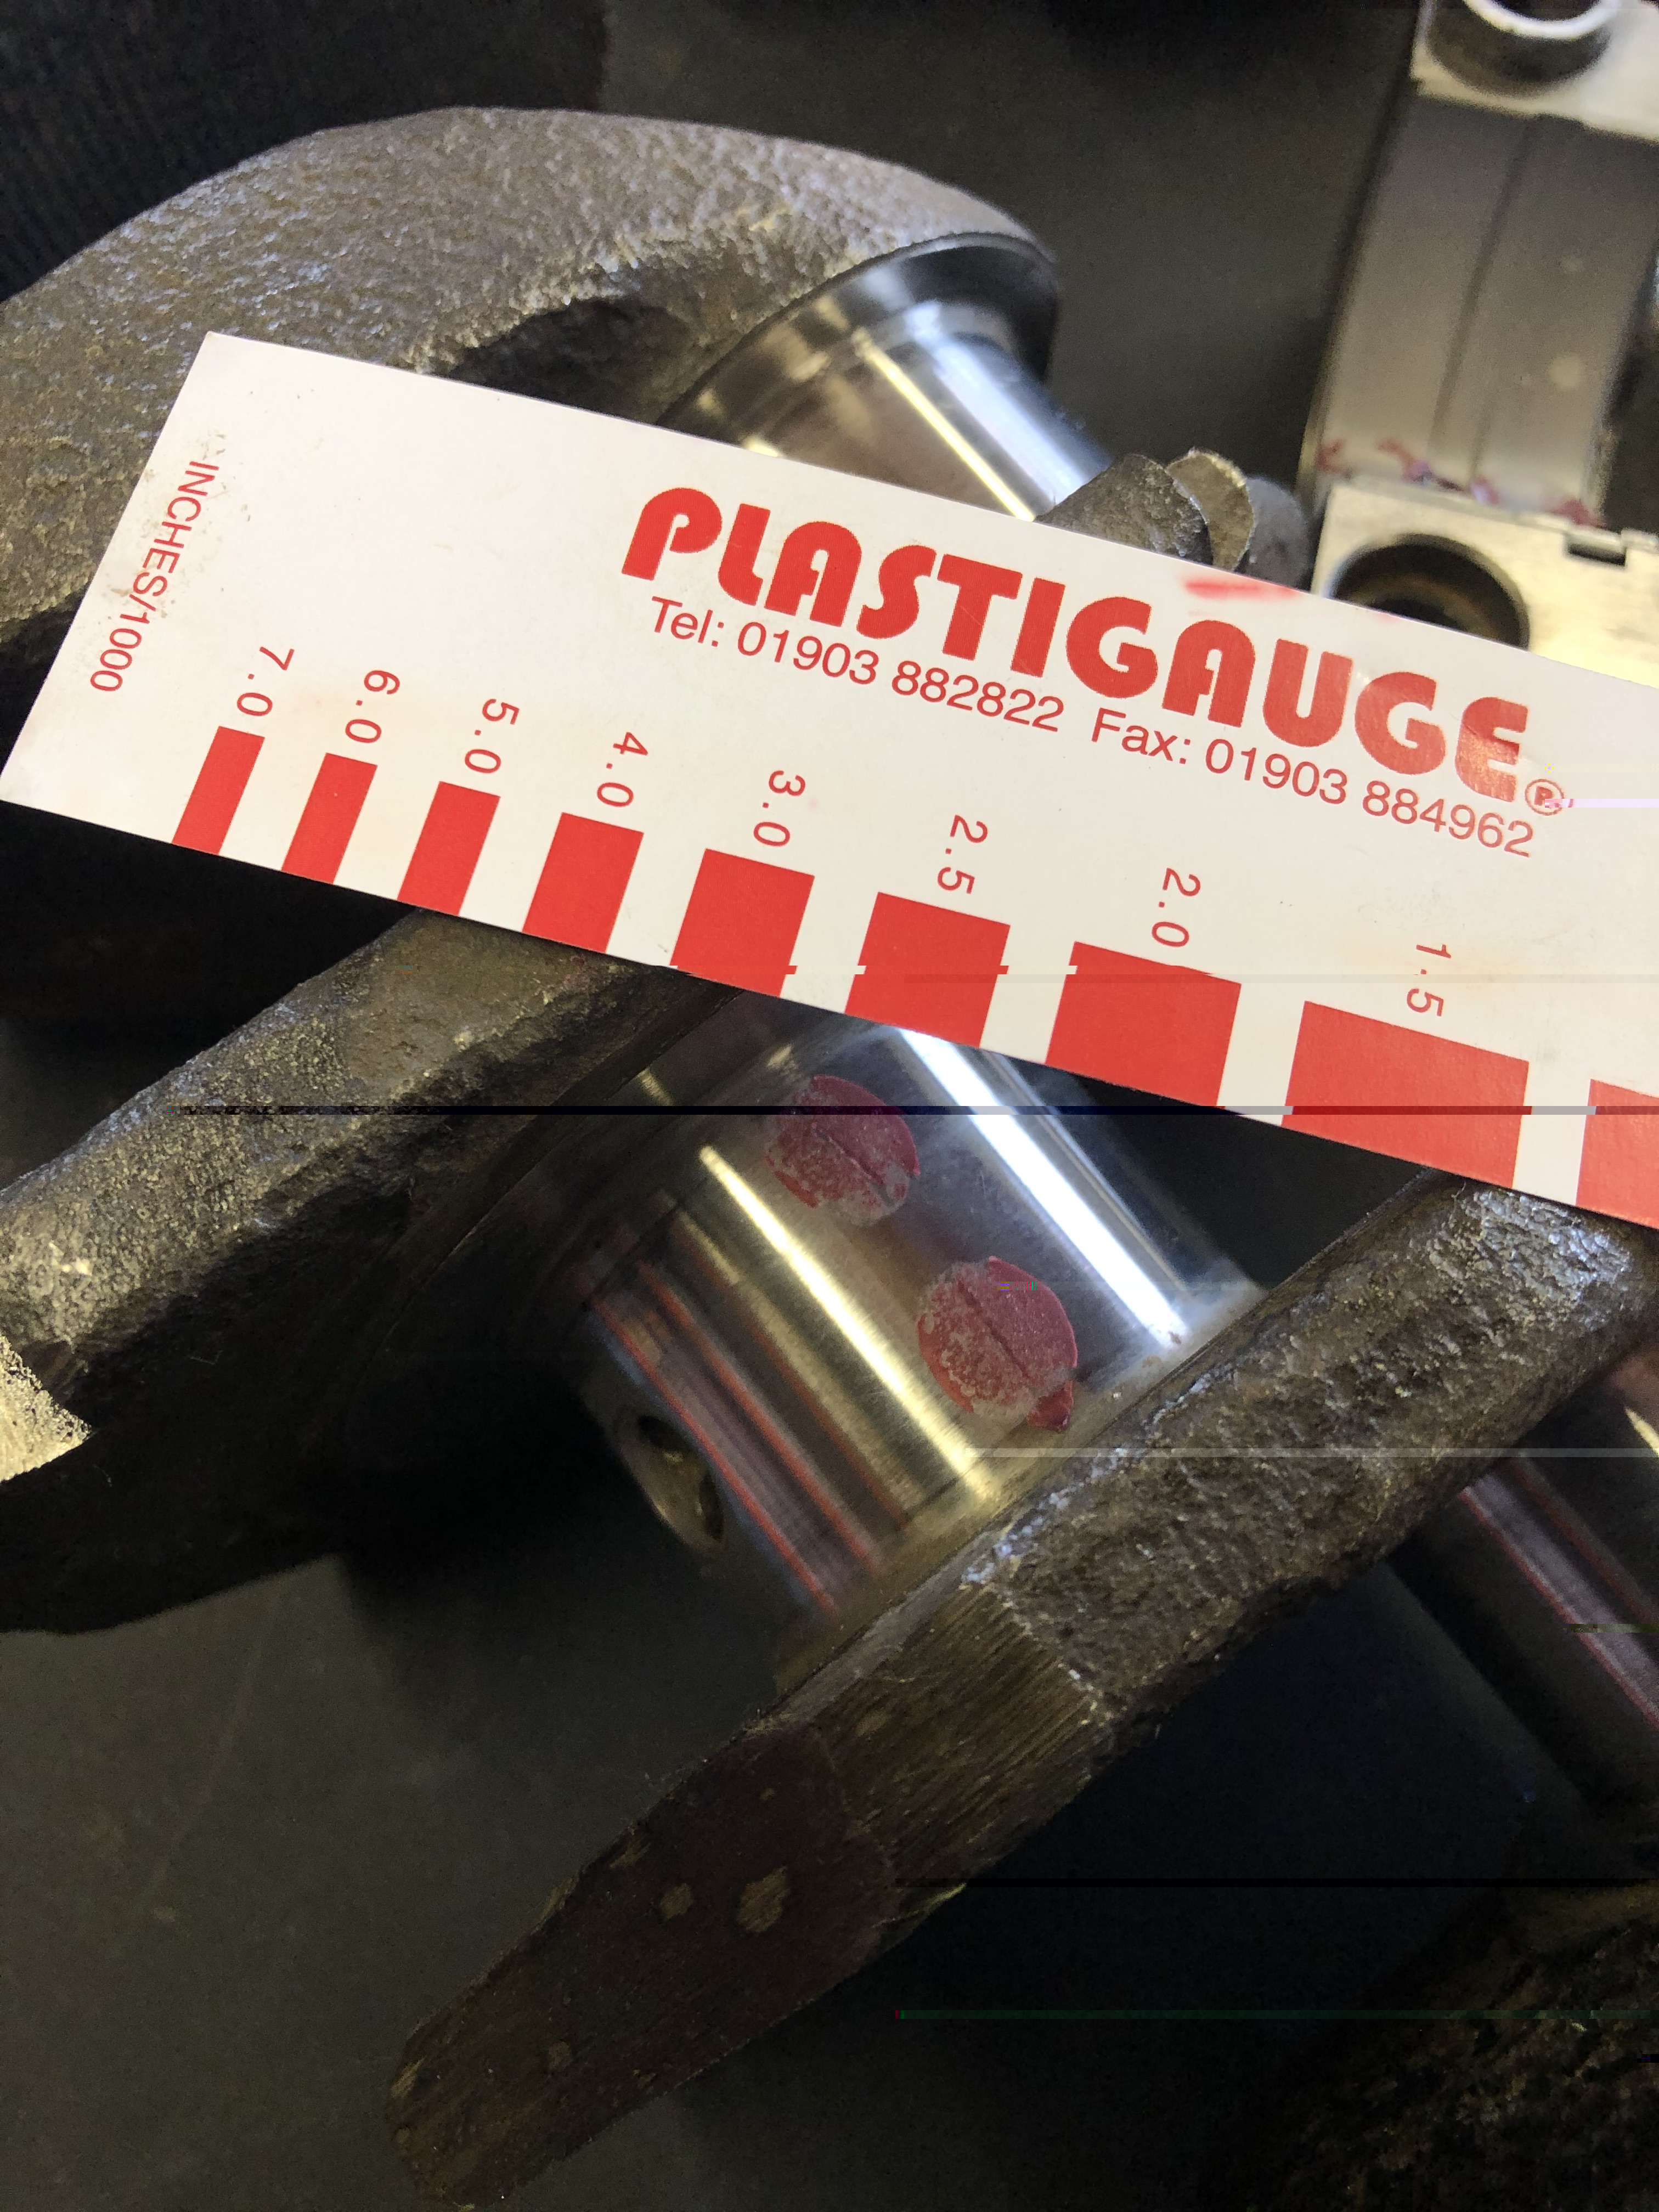 PLASTIGAUGE®
Tel: 01903 882822 Fax: 01903 884962
INCHES/1000
7.0 6.0 5.0 4.0 3.0 2.5 2.0 1.5